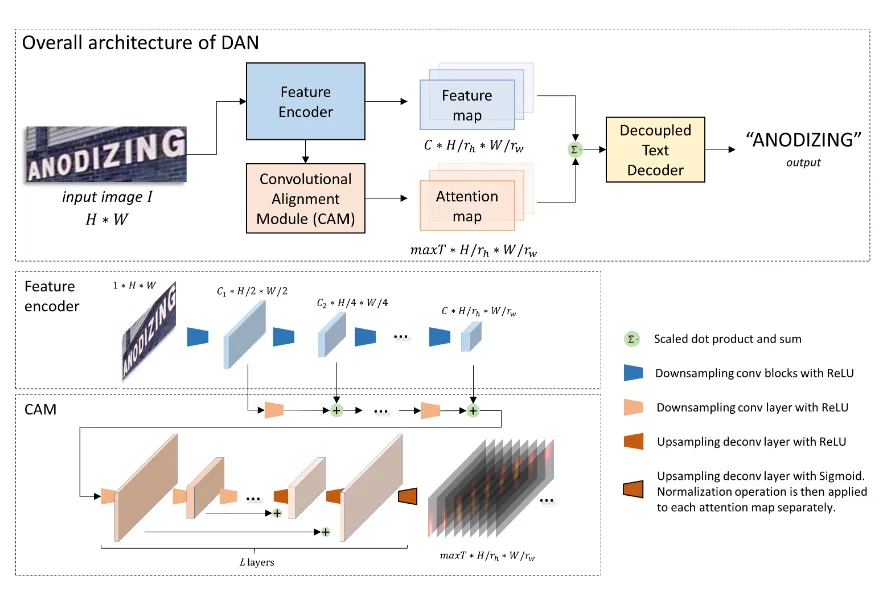 Overall architecture of DAN
Feature
Encoder
Feature
map
C * H/r_h * W/r_w
ANODIZING
input image I
H * W
Convolutional
Alignment
Module (CAM)
Attention
map
maxT * H/r_h * W/r_w
Σ
Decoupled
Text
Decoder
“ANODIZING”
output
Feature
encoder
1 * H * W
ANODIZING
C_1 * H/2 * W/2
C_2 * H/4 * W/4
C * H/r_h * W/r_w
...
CAM
+
...
+
...
+
+
...
L layers
maxT * H/r_h * W/r_w
Σ Scaled dot product and sum
Downsampling conv blocks with ReLU
Downsampling conv layer with ReLU
Upsampling deconv layer with ReLU
Upsampling deconv layer with Sigmoid.
Normalization operation is then applied
to each attention map separately.